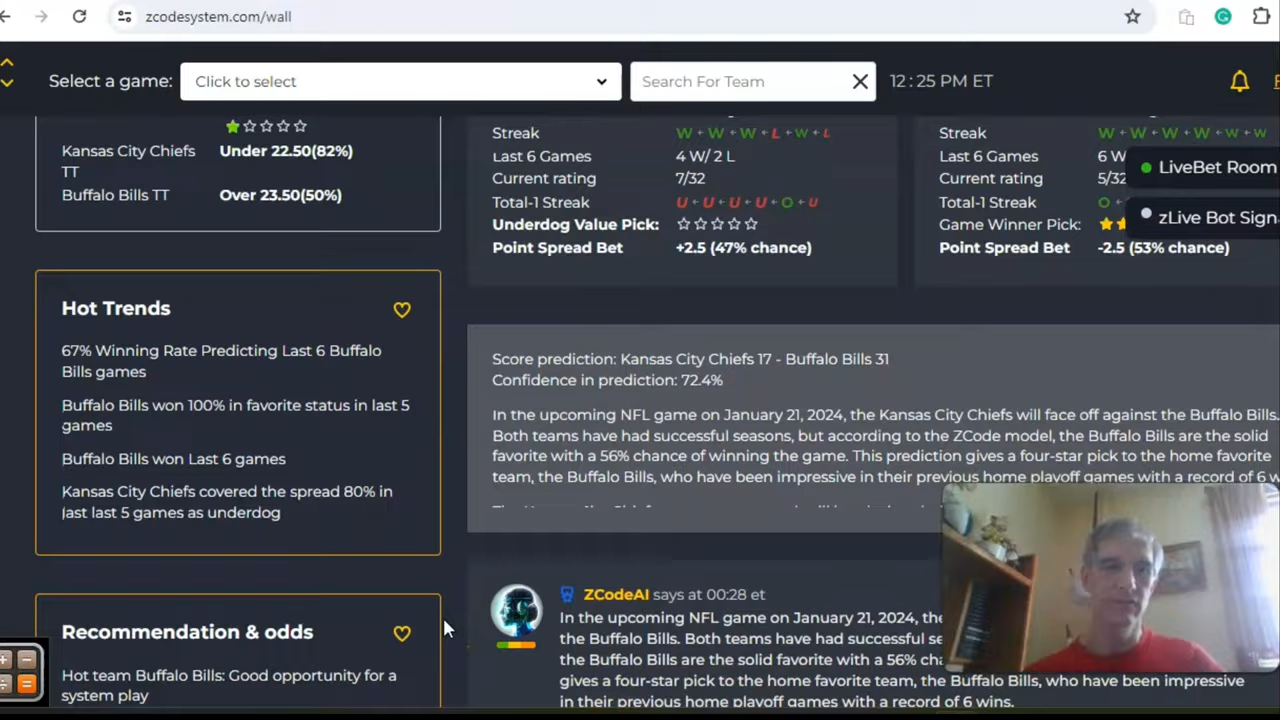 zcodesystem.com/wall
Select a game: Click to select Search For Team 12:25 PM ET
Kansas City Chiefs TT Under 22.50(82%)
Buffalo Bills TT Over 23.50(50%)
Streak W W W L W L
Last 6 Games 4 W/ 2 L
Current rating 7/32
Total-1 Streak U U U U O U
Underdog Value Pick:
Point Spread Bet +2.5 (47% chance)
Streak W W W W W W
Last 6 Games 6 W
Current rating 5/32
Total-1 Streak O
Game Winner Pick:
Point Spread Bet -2.5 (53% chance)
LiveBet Room
zLive Bot Sign
Hot Trends
67% Winning Rate Predicting Last 6 Buffalo
Bills games
Buffalo Bills won 100% in favorite status in last 5
games
Buffalo Bills won Last 6 games
Kansas City Chiefs covered the spread 80% in
last last 5 games as underdog
Recommendation & odds
Hot team Buffalo Bills: Good opportunity for a
system play
Score prediction: Kansas City Chiefs 17 - Buffalo Bills 31
Confidence in prediction: 72.4%
In the upcoming NFL game on January 21, 2024, the Kansas City Chiefs will face off against the Buffalo Bills.
Both teams have had successful seasons, but according to the ZCode model, the Buffalo Bills are the solid
favorite with a 56% chance of winning the game. This prediction gives a four-star pick to the home favorite
team, the Buffalo Bills, who have been impressive in their previous home playoff games with a record of 6 w
ZCodeAI says at 00:28 et
In the upcoming NFL game on January 21, 2024, the
the Buffalo Bills. Both teams have had successful se
the Buffalo Bills are the solid favorite with a 56% cha
gives a four-star pick to the home favorite team, the Buffalo Bills, who have been impressive
in their previous home playoff games with a record of 6 wins.